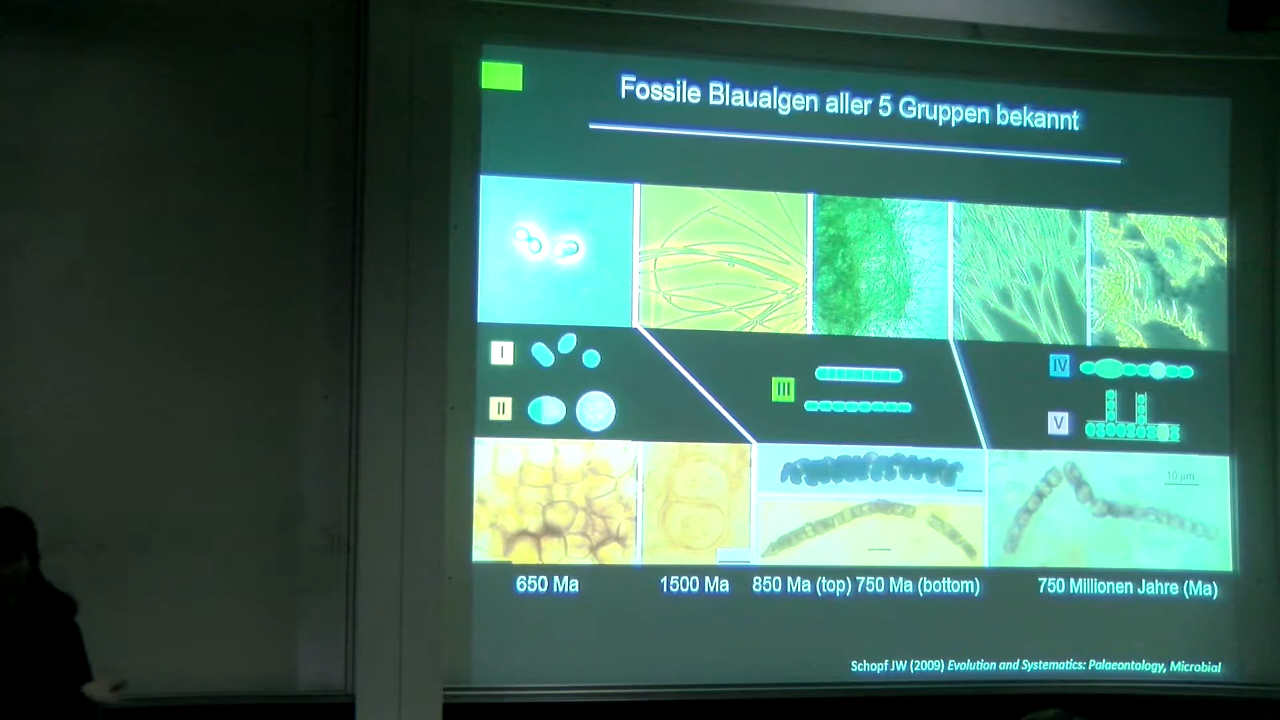 Fossile Blaualgen aller 5 Gruppen bekannt
I
II
III
IV
V
10 µm
650 Ma
1500 Ma
850 Ma (top) 750 Ma (bottom)
750 Millionen Jahre (Ma)
Schopf JW (2009) Evolution and Systematics: Palaeontology, Microbial